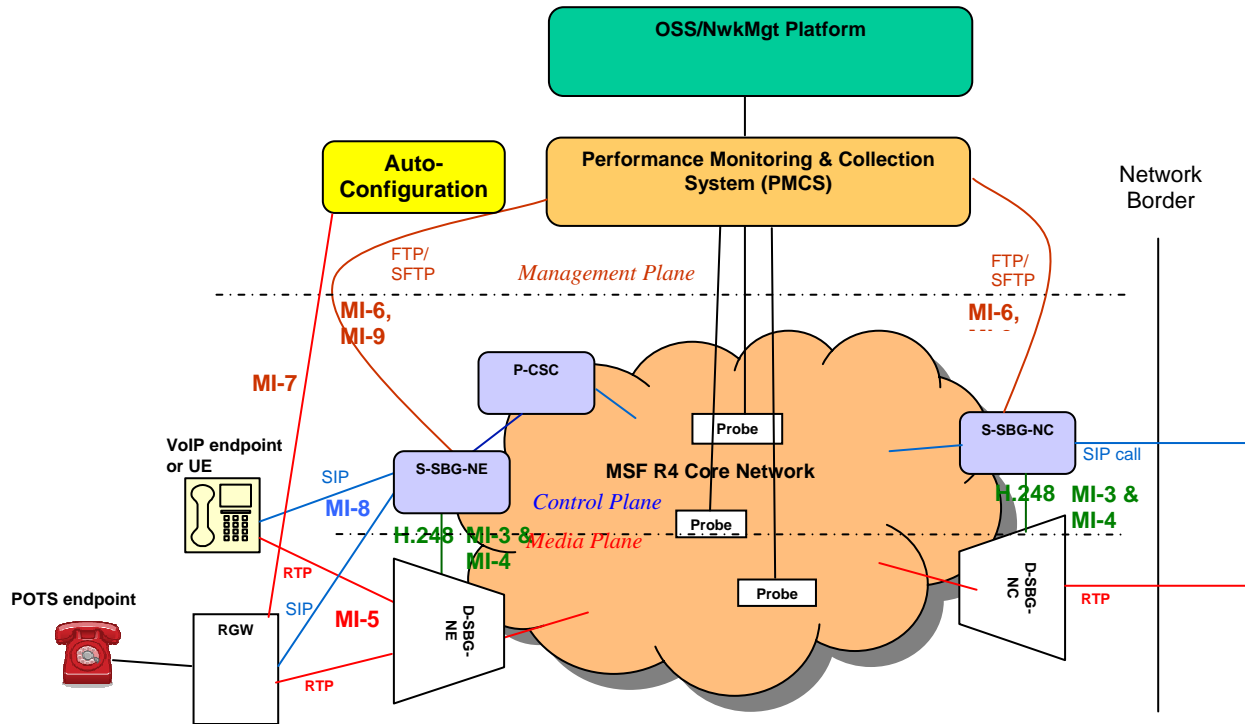 OSS/NwkMgt Platform
Auto-
Configuration
Performance Monitoring & Collection
System (PMCS)
Network
Border
FTP/
SFTP
Management Plane
FTP/
SFTP
MI-6,
MI-9
MI-6,
P-CSC
MI-7
Probe
S-SBG-NC
SIP call
VoIP endpoint
or UE
S-SBG-NE
MSF R4 Core Network
SIP
MI-8
Control Plane
H.248
MI-3 &
MI-4
Probe
H.248
MI-3 &
MI-4
Media Plane
RTP
D-SBG-
NE
D-SBG-
NC
Probe
RTP
POTS endpoint
SIP
MI-5
RGW
RTP